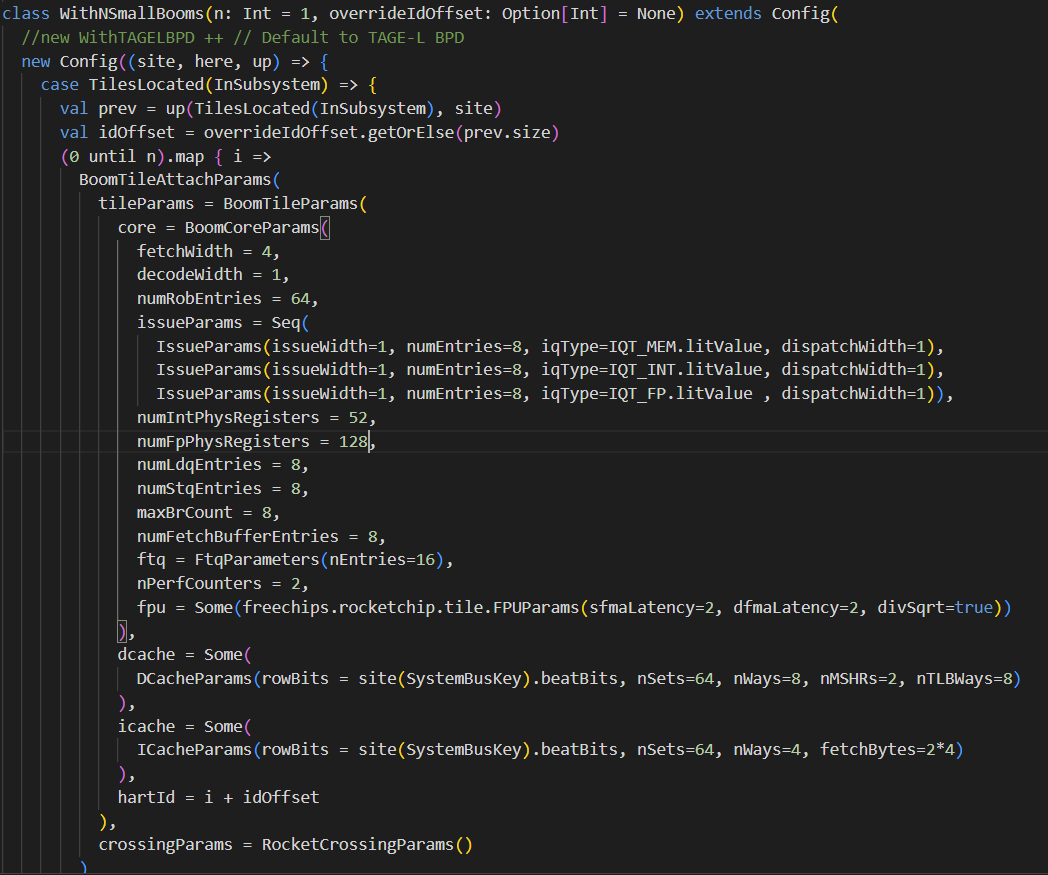 class WithNSmallBooms(n: Int = 1, overrideIdOffset: Option[Int] = None) extends Config(
  //new WithTAGELBPD ++ // Default to TAGE-L BPD
  new Config((site, here, up) => {
    case TilesLocated(InSubsystem) => {
      val prev = up(TilesLocated(InSubsystem), site)
      val idOffset = overrideIdOffset.getOrElse(prev.size)
      (0 until n).map { i =>
        BoomTileAttachParams(
          tileParams = BoomTileParams(
            core = BoomCoreParams(
              fetchWidth = 4,
              decodeWidth = 1,
              numRobEntries = 64,
              issueParams = Seq(
                IssueParams(issueWidth=1, numEntries=8, iqType=IQT_MEM.litValue, dispatchWidth=1),
                IssueParams(issueWidth=1, numEntries=8, iqType=IQT_INT.litValue, dispatchWidth=1),
                IssueParams(issueWidth=1, numEntries=8, iqType=IQT_FP.litValue , dispatchWidth=1)),
              numIntPhysRegisters = 52,
              numFpPhysRegisters = 128,
              numLdqEntries = 8,
              numStqEntries = 8,
              maxBrCount = 8,
              numFetchBufferEntries = 8,
              ftq = FtqParameters(nEntries=16),
              nPerfCounters = 2,
              fpu = Some(freechips.rocketchip.tile.FPUParams(sfmaLatency=2, dfmaLatency=2, divSqrt=true))
            ),
            dcache = Some(
              DCacheParams(rowBits = site(SystemBusKey).beatBits, nSets=64, nWays=8, nMSHRs=2, nTLBWays=8)
            ),
            icache = Some(
              ICacheParams(rowBits = site(SystemBusKey).beatBits, nSets=64, nWays=4, fetchBytes=2*4)
            ),
            hartId = i + idOffset
          ),
          crossingParams = RocketCrossingParams()
        )